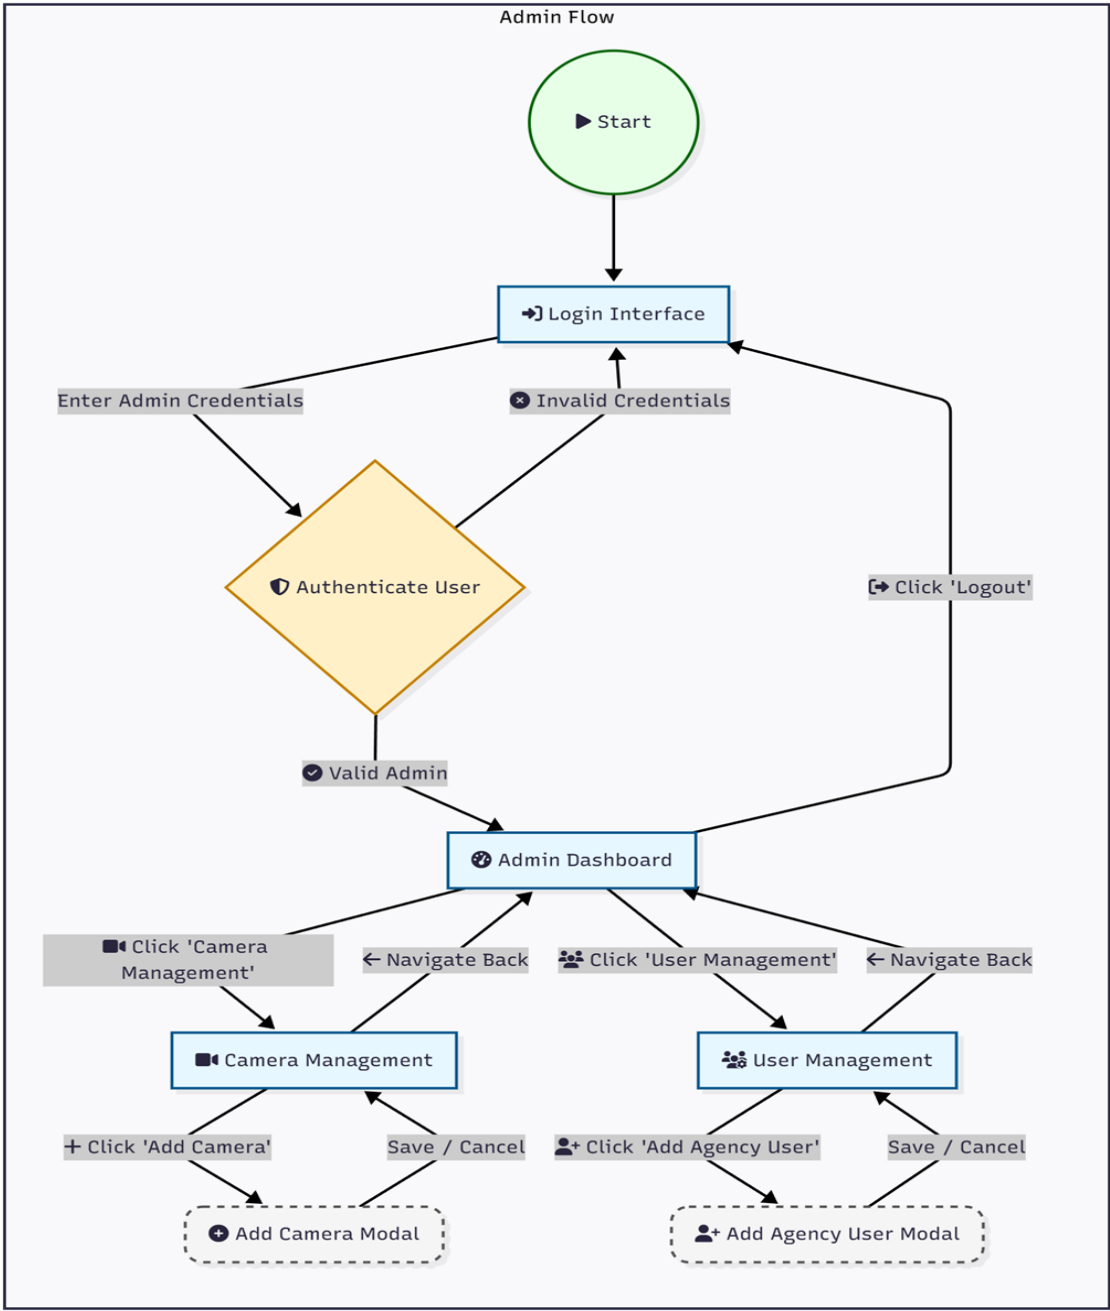 Admin Flow
Start
Login Interface
Enter Admin Credentials
Invalid Credentials
Authenticate User
Click 'Logout'
Valid Admin
Admin Dashboard
Click 'Camera
Management'
Navigate Back
Click 'User Management'
Navigate Back
Camera Management
User Management
Click 'Add Camera'
Save / Cancel
Click 'Add Agency User'
Save / Cancel
Add Camera Modal
Add Agency User Modal